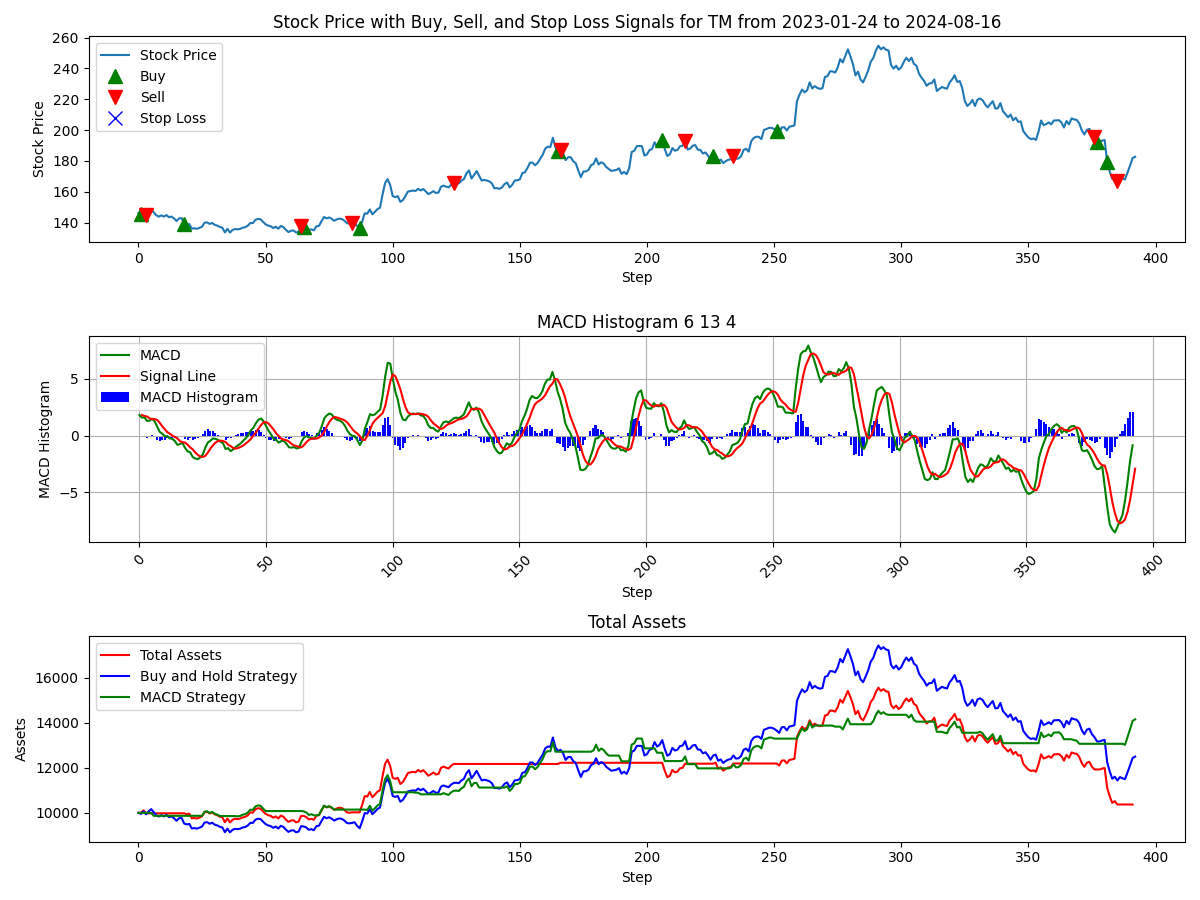 Stock Price with Buy, Sell, and Stop Loss Signals for TM from 2023-01-24 to 2024-08-16
Stock Price
260
240
220
200
180
160
140
Stock Price
Buy
Sell
Stop Loss
0 50 100 150 200 250 300 350 400
Step
MACD Histogram 6 13 4
MACD Histogram
5
0
−5
MACD
Signal Line
MACD Histogram
0 50 100 150 200 250 300 350 400
Step
Total Assets
Assets
16000
14000
12000
10000
Total Assets
Buy and Hold Strategy
MACD Strategy
0 50 100 150 200 250 300 350 400
Step